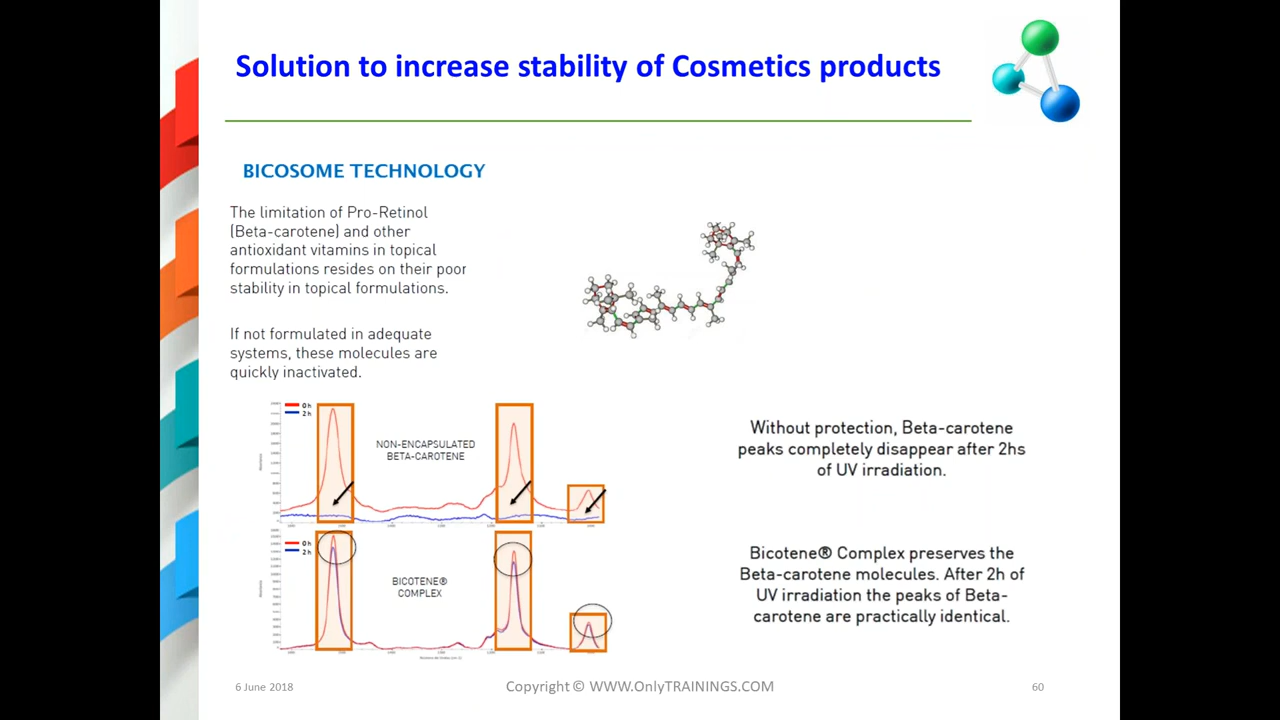 Solution to increase stability of Cosmetics products
BICOSOME TECHNOLOGY
The limitation of Pro-Retinol
(Beta-carotene) and other
antioxidant vitamins in topical
formulations resides on their poor
stability in topical formulations.
If not formulated in adequate
systems, these molecules are
quickly inactivated.
0 h
2 h
NON-ENCAPSULATED
BETA-CAROTENE
Without protection, Beta-carotene
peaks completely disappear after 2hs
of UV irradiation.
0 h
2 h
BICOTENE®
COMPLEX
Bicotene® Complex preserves the
Beta-carotene molecules. After 2h of
UV irradiation the peaks of Beta-
carotene are practically identical.
6 June 2018
Copyright © WWW.OnlyTRAININGS.COM
60